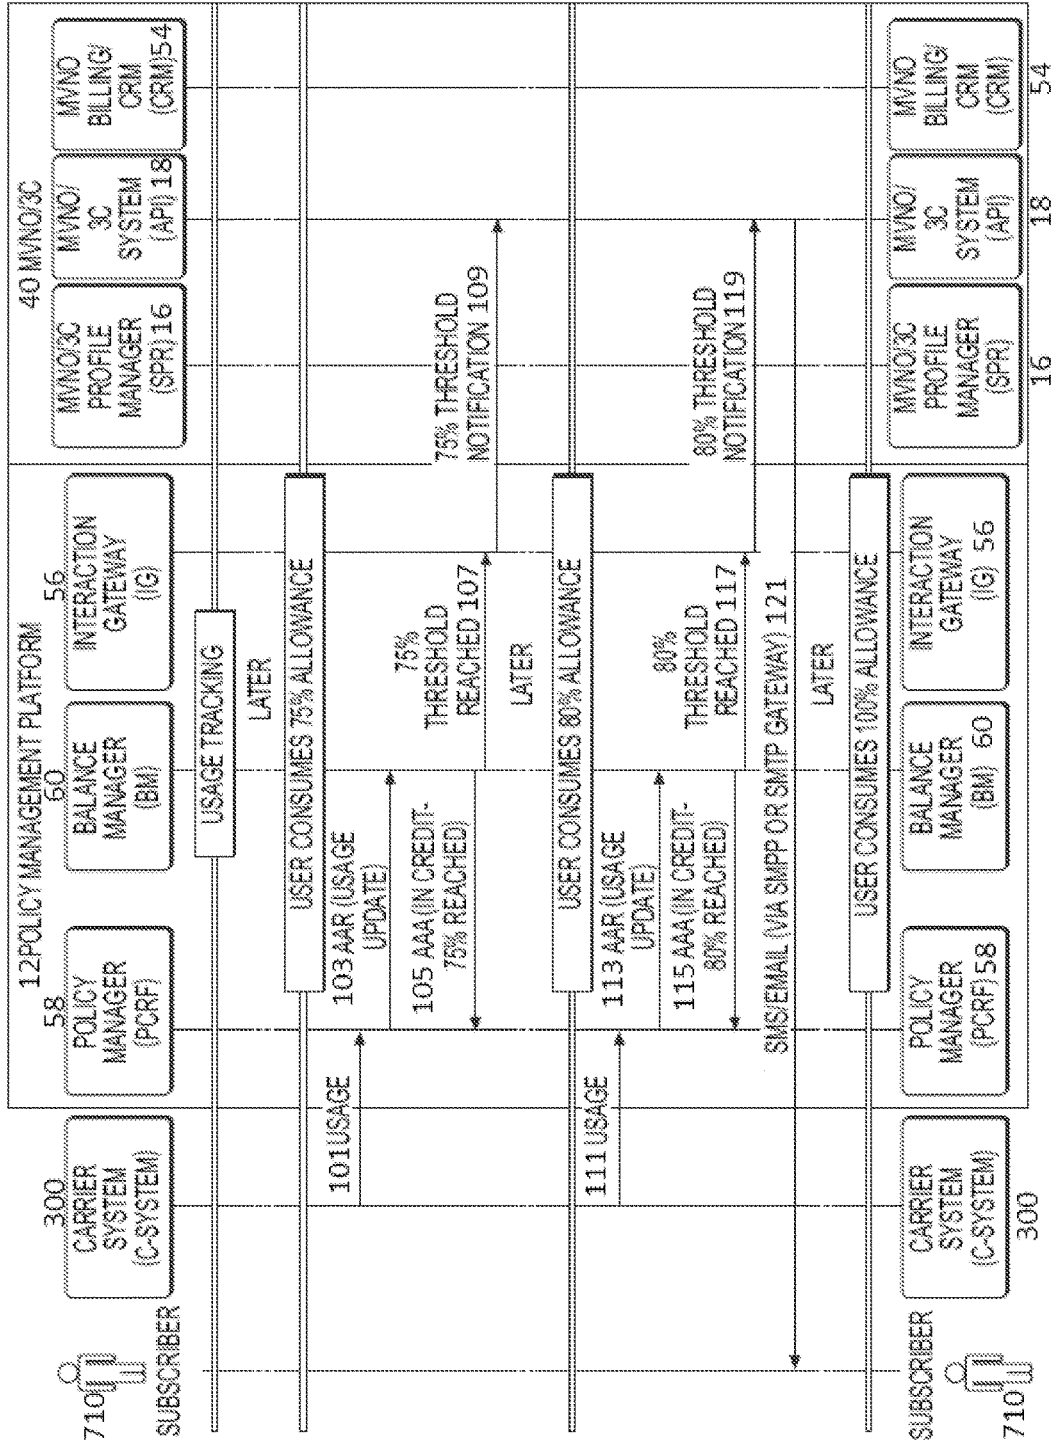 12POLICY MANAGEMENT PLATFORM
40 MVNO/3C
710
SUBSCRIBER
300
CARRIER
SYSTEM
(C-SYSTEM)
58
POLICY
MANAGER
(PCRF)
60
BALANCE
MANAGER
(BM)
56
INTERACTION
GATEWAY
(IG)
MVNO/3C
PROFILE
MANAGER
(SPR) 16
MVNO/
3C
SYSTEM
(API) 18
MVNO
BILLING/
CRM
(CRM)54
USAGE TRACKING
LATER
USER CONSUMES 75% ALLOWANCE
101USAGE
103 AAR (USAGE
UPDATE)
105 AAA(IN CREDIT-
75% REACHED)
75%
THRESHOLD
REACHED 107
75% THRESHOLD
NOTIFICATION 109
LATER
USER CONSUMES 80% ALLOWANCE
111 USAGE
113 AAR (USAGE
UPDATE)
115 AAA(IN CREDIT-
80% REACHED)
80%
THRESHOLD
REACHED 117
80% THRESHOLD
NOTIFICATION119
SMS/EMAIL (VIA SMPP OR SMTP GATEWAY) 121
LATER
USER CONSUMES 100% ALLOWANCE
SUBSCRIBER
710
CARRIER
SYSTEM
(C-SYSTEM)
300
POLICY
MANAGER
(PCRF)58
BALANCE
MANAGER
(BM) 60
INTERACTION
GATEWAY
(IG) 56
MVNO/3C
PROFILE
MANAGER
(SPR)
16
MVNO/
3C
SYSTEM
(API)
18
MVNO
BILLING/
CRM
(CRM)
54